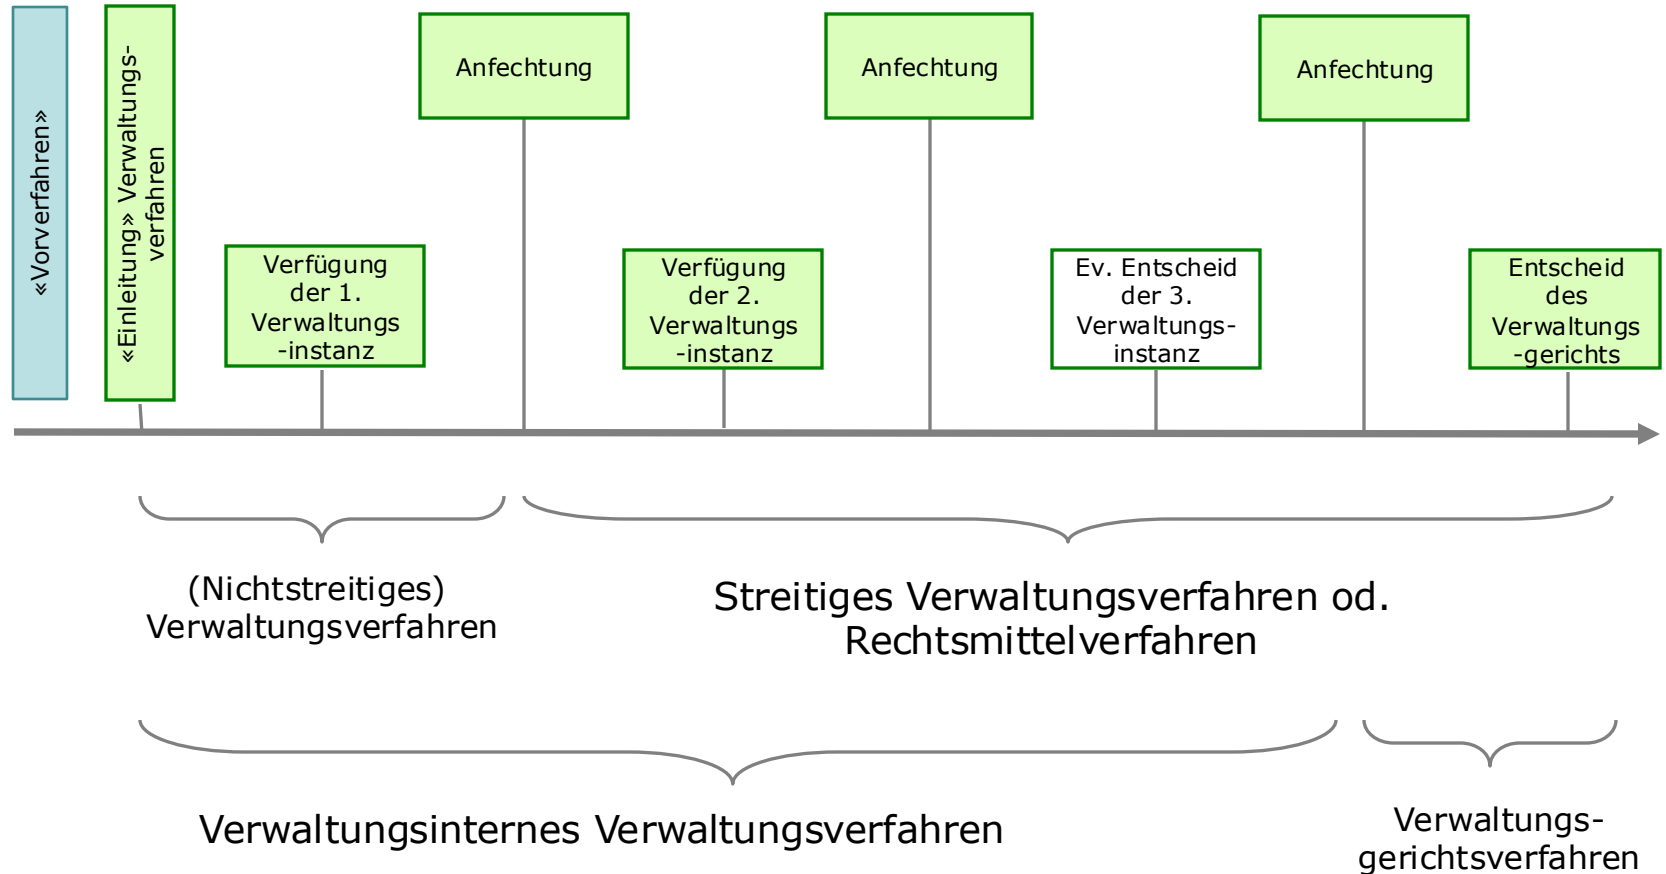 «Vorverfahren»
«Einleitung» Verwaltungs-
verfahren
Anfechtung
Anfechtung
Anfechtung
Verfügung
der 1.
Verwaltungs
-instanz
Verfügung
der 2.
Verwaltungs
-instanz
Ev. Entscheid
der 3.
Verwaltungs-
instanz
Entscheid
des
Verwaltungs
-gerichts
(Nichtstreitiges)
Verwaltungsverfahren
Streitiges Verwaltungsverfahren od.
Rechtsmittelverfahren
Verwaltungsinternes Verwaltungsverfahren
Verwaltungs-
gerichtsverfahren